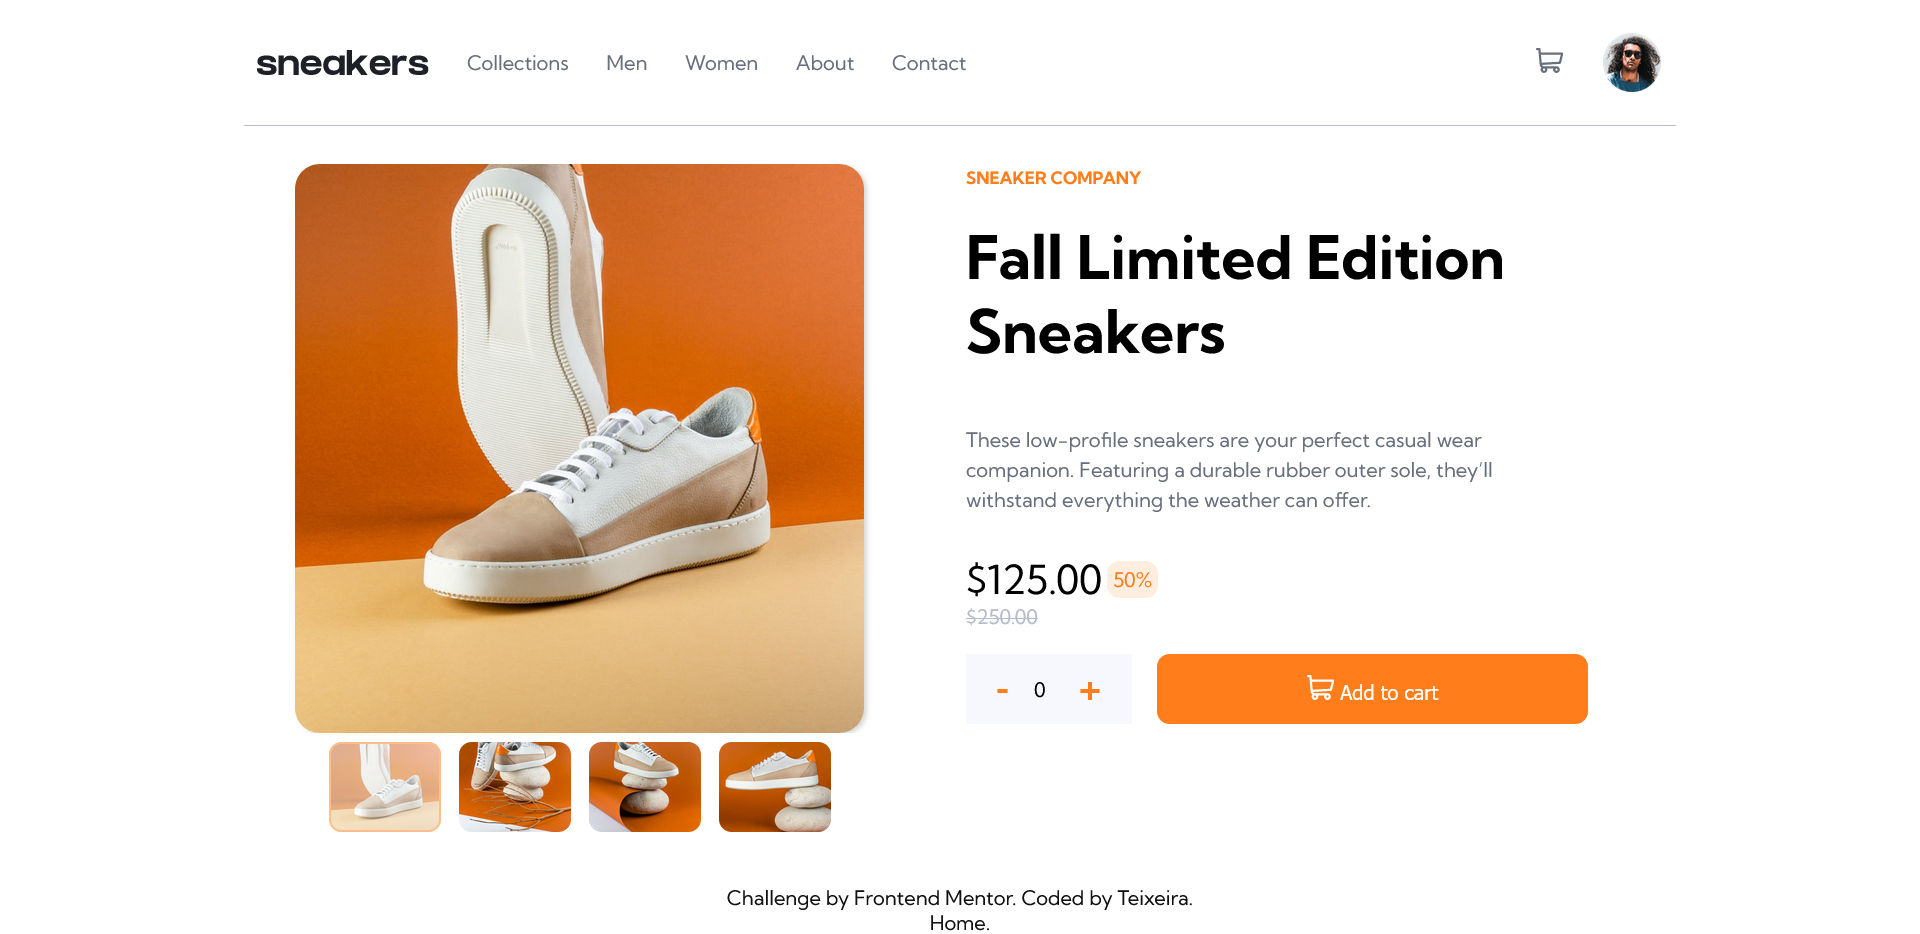 sneakers Collections Men Women About Contact
SNEAKER COMPANY
Fall Limited Edition
Sneakers
These low-profile sneakers are your perfect casual wear
companion. Featuring a durable rubber outer sole, they’ll
withstand everything the weather can offer.
$125.00 50%
$250.00
- 0 + Add to cart
Challenge by Frontend Mentor. Coded by Teixeira.
Home.